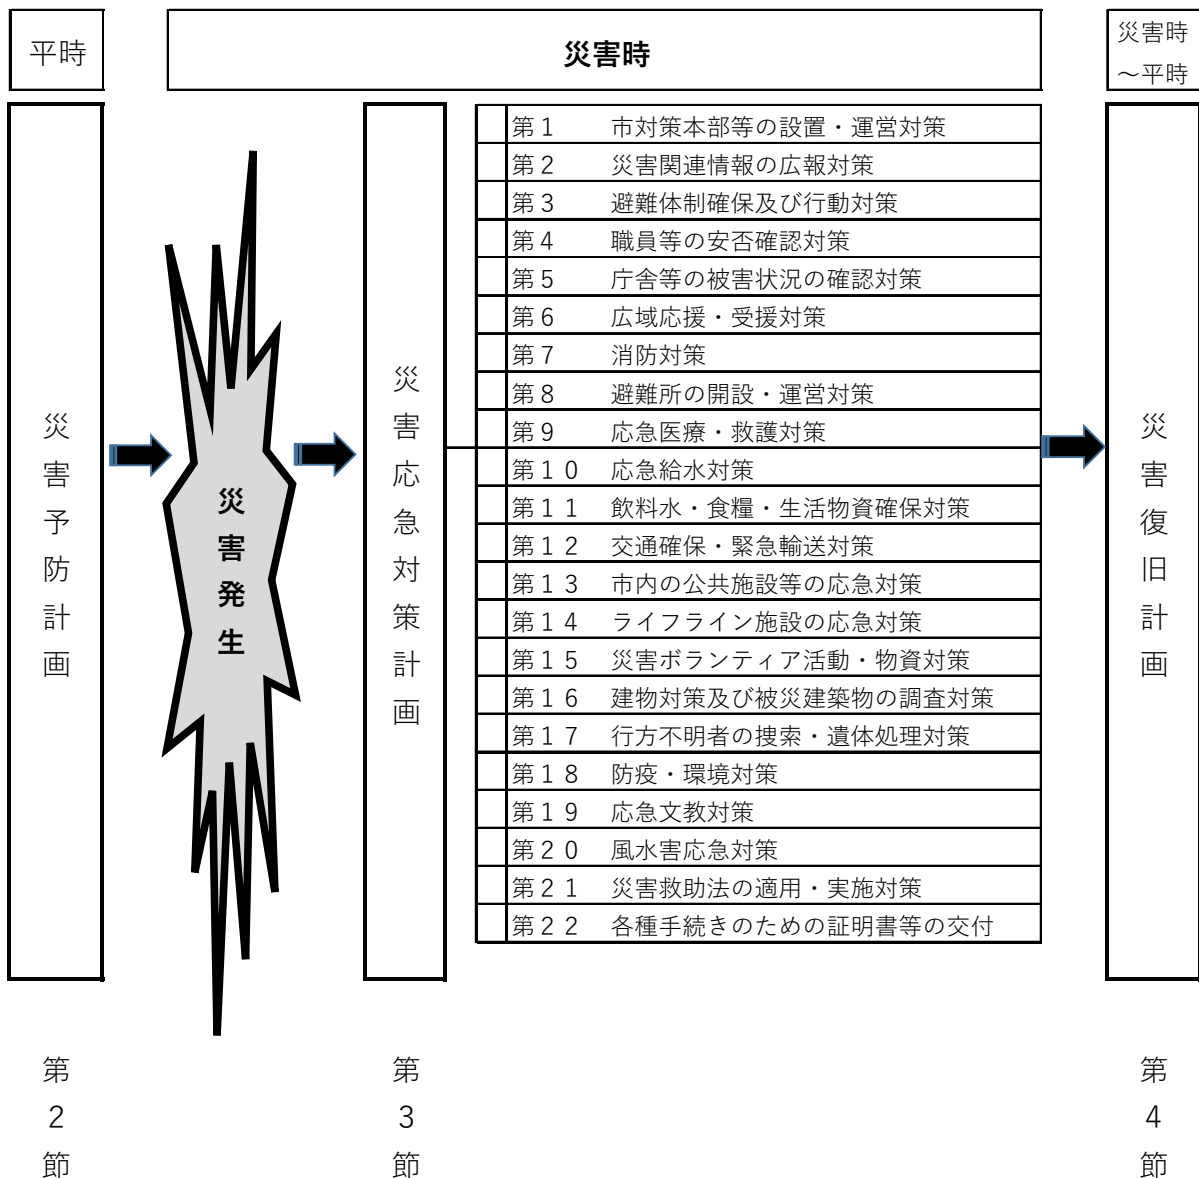 平時
災害時
災害時
～平時
災害予防計画
災害発生
災害応急対策計画
第１　市対策本部等の設置・運営対策
第２　災害関連情報の広報対策
第３　避難体制確保及び行動対策
第４　職員等の安否確認対策
第５　庁舎等の被害状況の確認対策
第６　広域応援・受援対策
第７　消防対策
第８　避難所の開設・運営対策
第９　応急医療・救護対策
第１０　応急給水対策
第１１　飲料水・食糧・生活物資確保対策
第１２　交通確保・緊急輸送対策
第１３　市内の公共施設等の応急対策
第１４　ライフライン施設の応急対策
第１５　災害ボランティア活動・物資対策
第１６　建物対策及び被災建築物の調査対策
第１７　行方不明者の捜索・遺体処理対策
第１８　防疫・環境対策
第１９　応急文教対策
第２０　風水害応急対策
第２１　災害救助法の適用・実施対策
第２２　各種手続きのための証明書等の交付
災害復旧計画
第２節
第３節
第４節